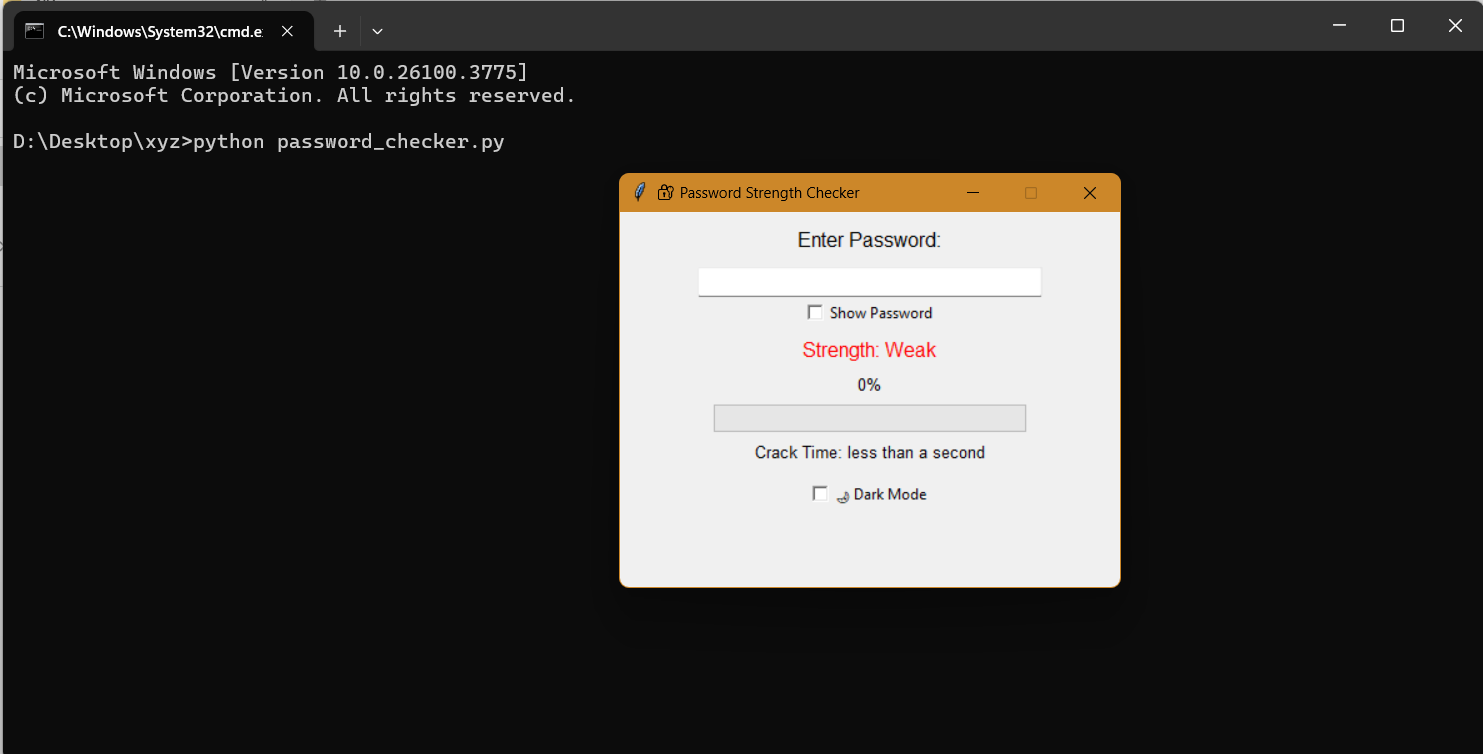 C:\Windows\System32\cmd.e
Microsoft Windows [Version 10.0.26100.3775]
(c) Microsoft Corporation. All rights reserved.
D:\Desktop\xyz>python password_checker.py
Password Strength Checker
Enter Password:
Show Password
Strength: Weak
0%
Crack Time: less than a second
Dark Mode